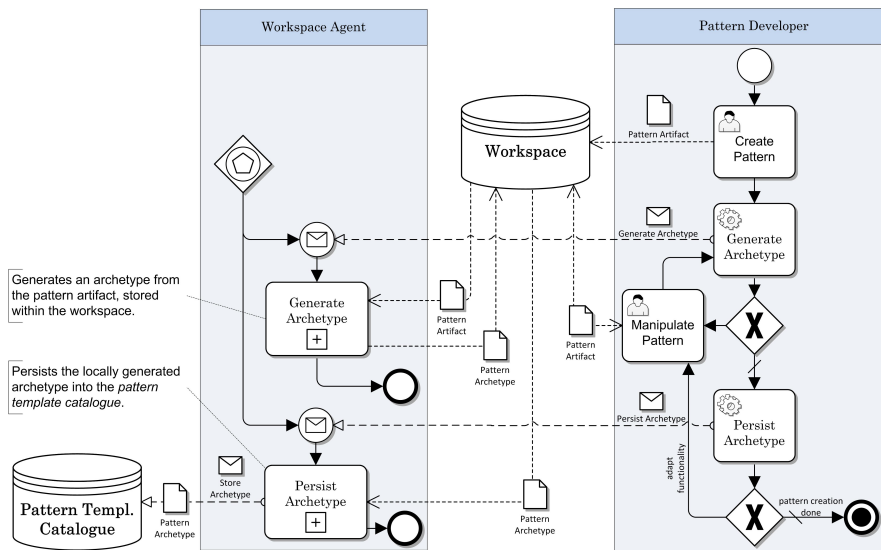 Workspace Agent
Pattern Developer
Pattern Artifact
Create
Pattern
Workspace
Generate Archetype
Generate
Archetype
Generates an archetype from
the pattern artifact, stored
within the workspace.
Generate
Archetype
Pattern
Artifact
Pattern
Artifact
Manipulate
Pattern
X
Pattern
Archetype
Persists the locally generated
archetype into the pattern
template catalogue.
Persist Archetype
Persist
Archetype
adapt
functionality
Store
Archetype
Persist
Archetype
Pattern Templ.
Catalogue
Pattern
Archetype
Pattern
Archetype
X
pattern creation
done